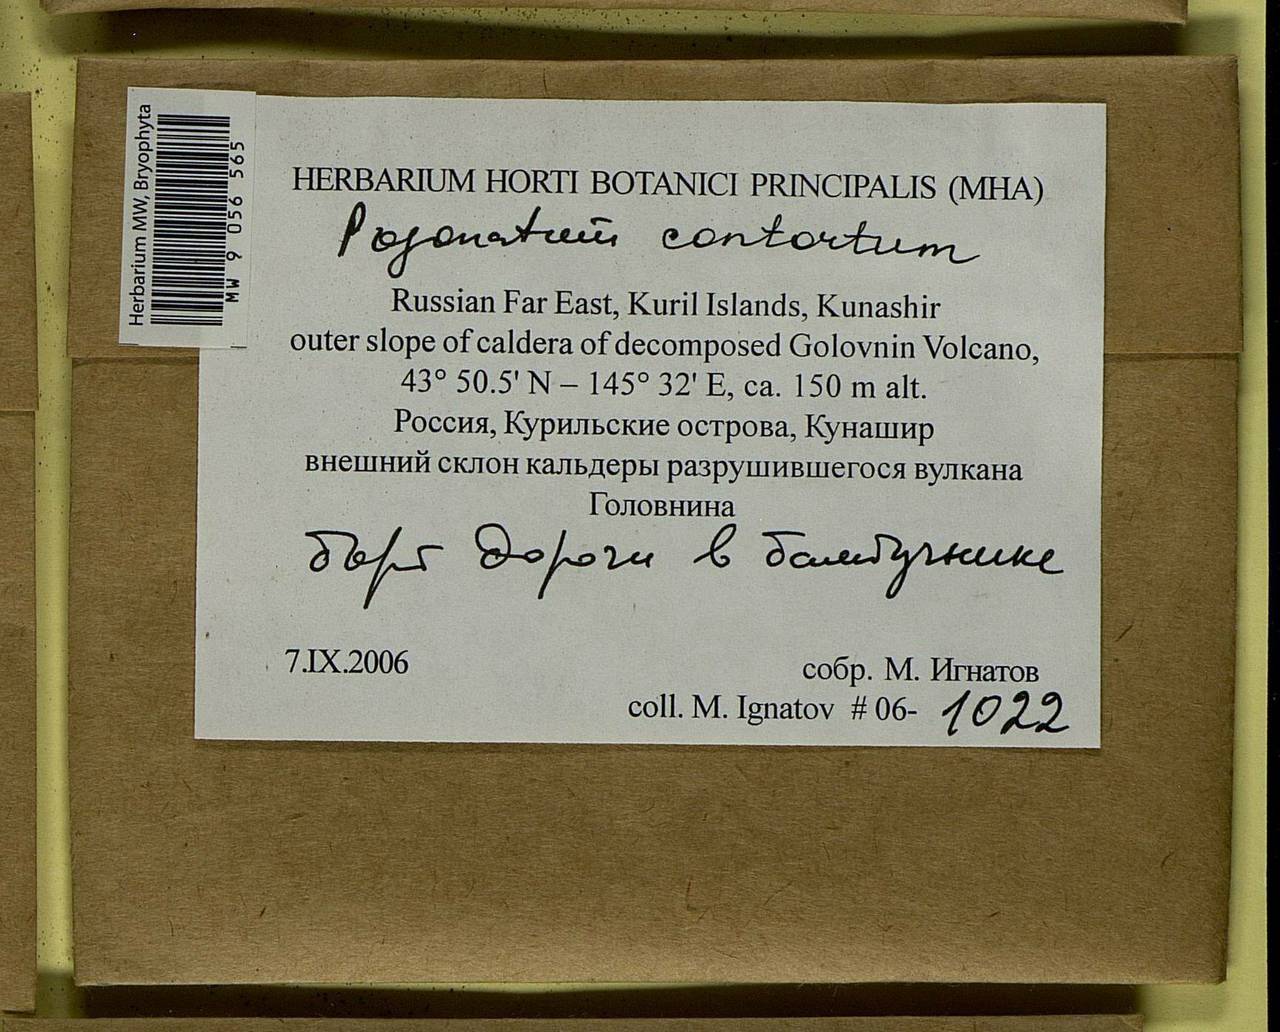 Herbarium MW, Bryophyta
MW 9 056 565
HERBARIUM HORTI BOTANICI PRINCIPALIS (MHA)
Pogonatum contortum
Russian Far East, Kuril Islands, Kunashir
outer slope of caldera of decomposed Golovnin Volcano,
43° 50.5' N – 145° 32' E, ca. 150 m alt.
Россия, Курильские острова, Кунашир
внешний склон кальдеры разрушившегося вулкана
Головнина
борт дороги в бамбучнике
7.IX.2006
собр. М. Игнатов
coll. M. Ignatov # 06- 1022